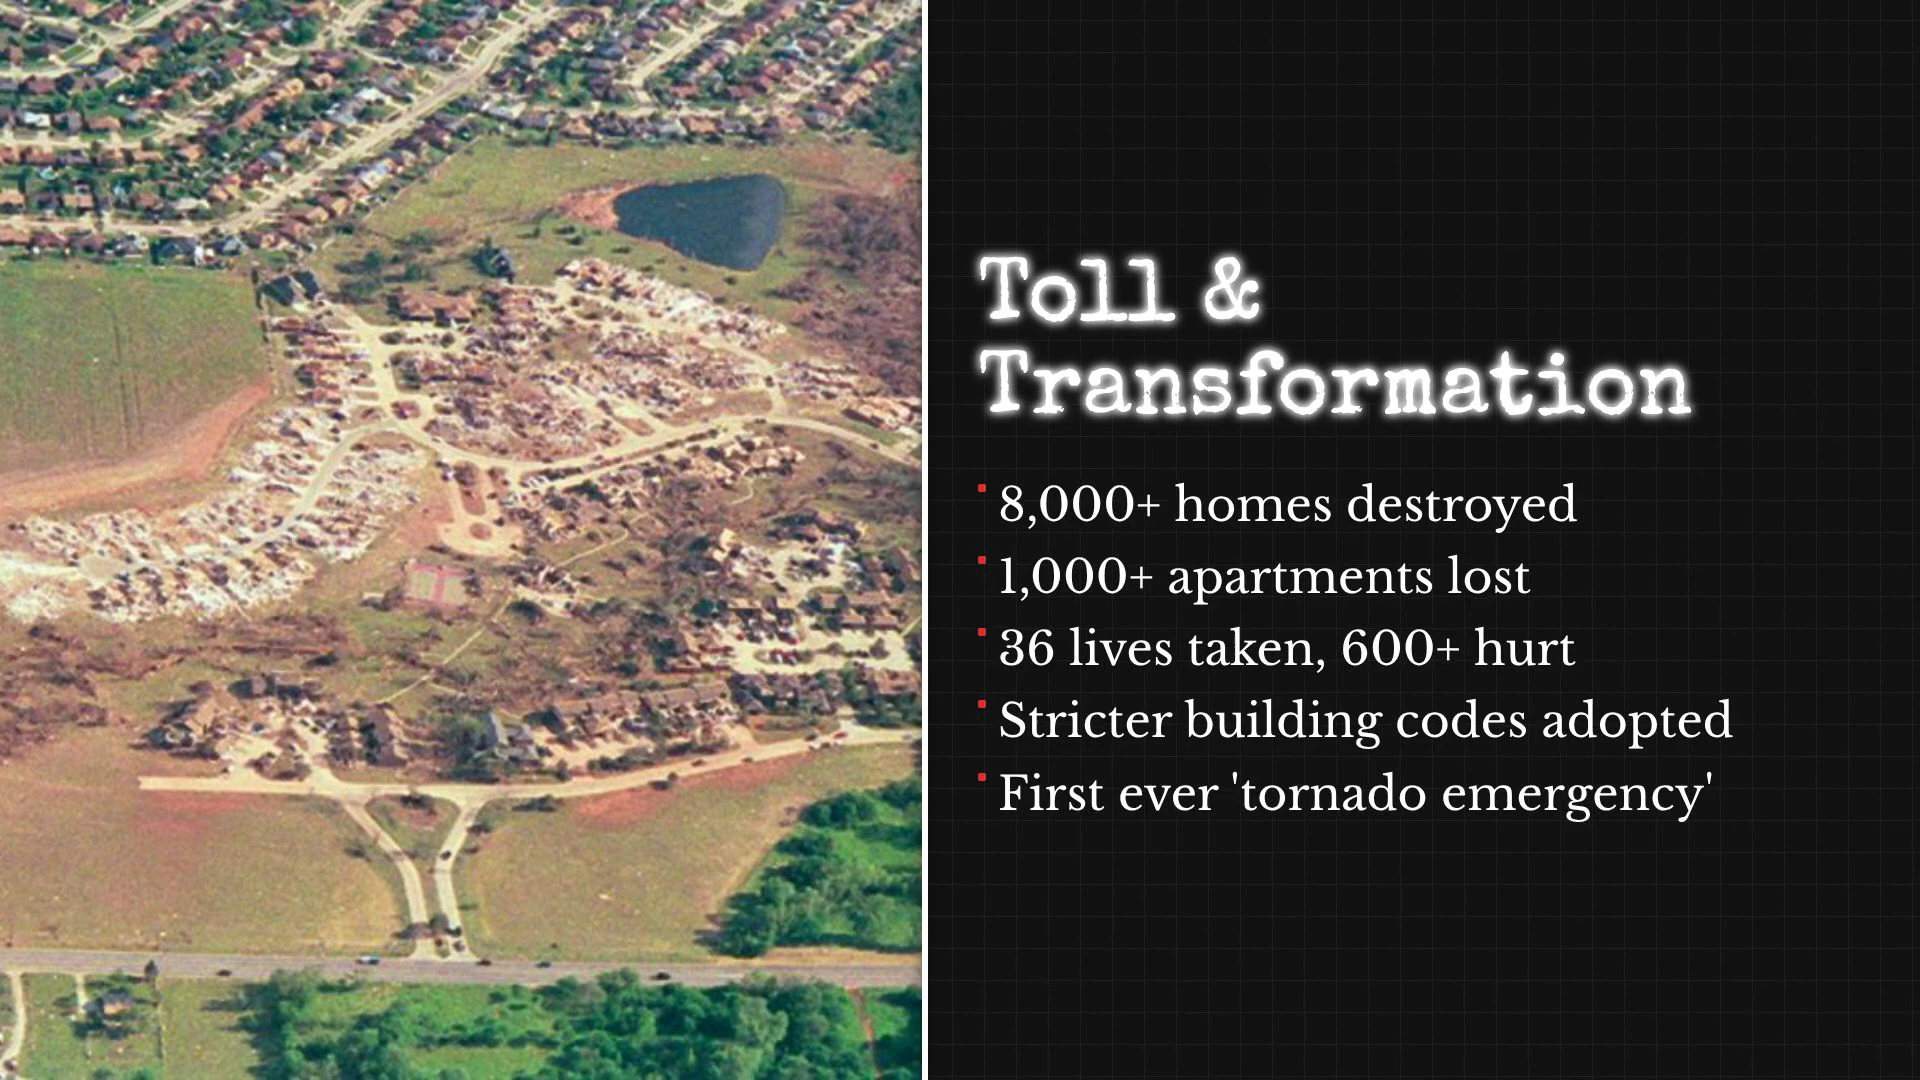 Toll &
Transformation
8,000+ homes destroyed
1,000+ apartments lost
36 lives taken, 600+ hurt
Stricter building codes adopted
First ever 'tornado emergency'